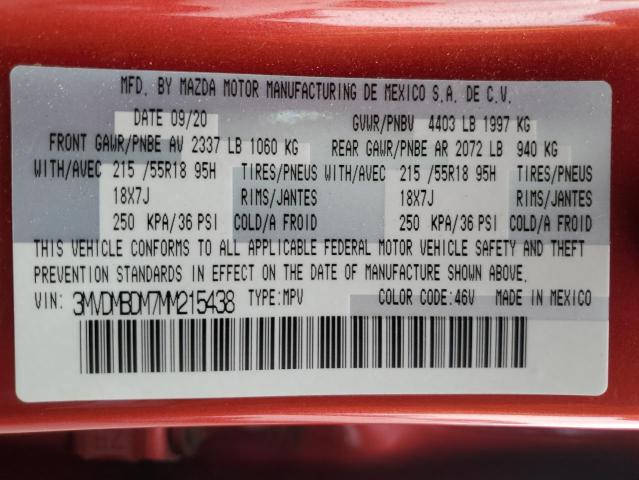 MFD. BY MAZDA MOTOR MANUFACTURING DE MEXICO S.A. DE C.V.
DATE 09/20 GVWR/PNBV 4403 LB 1997 KG
FRONT GAWR/PNBE AV 2337 LB 1060 KG REAR GAWR/PNBE AR 2072 LB 940 KG
WITH/AVEC 215 /55R18 95H TIRES/PNEUS WITH/AVEC 215 /55R18 95H TIRES/PNEUS
18X7J RIMS/JANTES 18X7J RIMS/JANTES
250 KPA/36 PSI COLD/A FROID 250 KPA/36 PSI COLD/A FROID
THIS VEHICLE CONFORMS TO ALL APPLICABLE FEDERAL MOTOR VEHICLE SAFETY AND THEFT
PREVENTION STANDARDS IN EFFECT ON THE DATE OF MANUFACTURE SHOWN ABOVE.
VIN: 3MVDMBDM7MM215438 TYPE:MPV COLOR CODE:46V MADE IN MEXICO